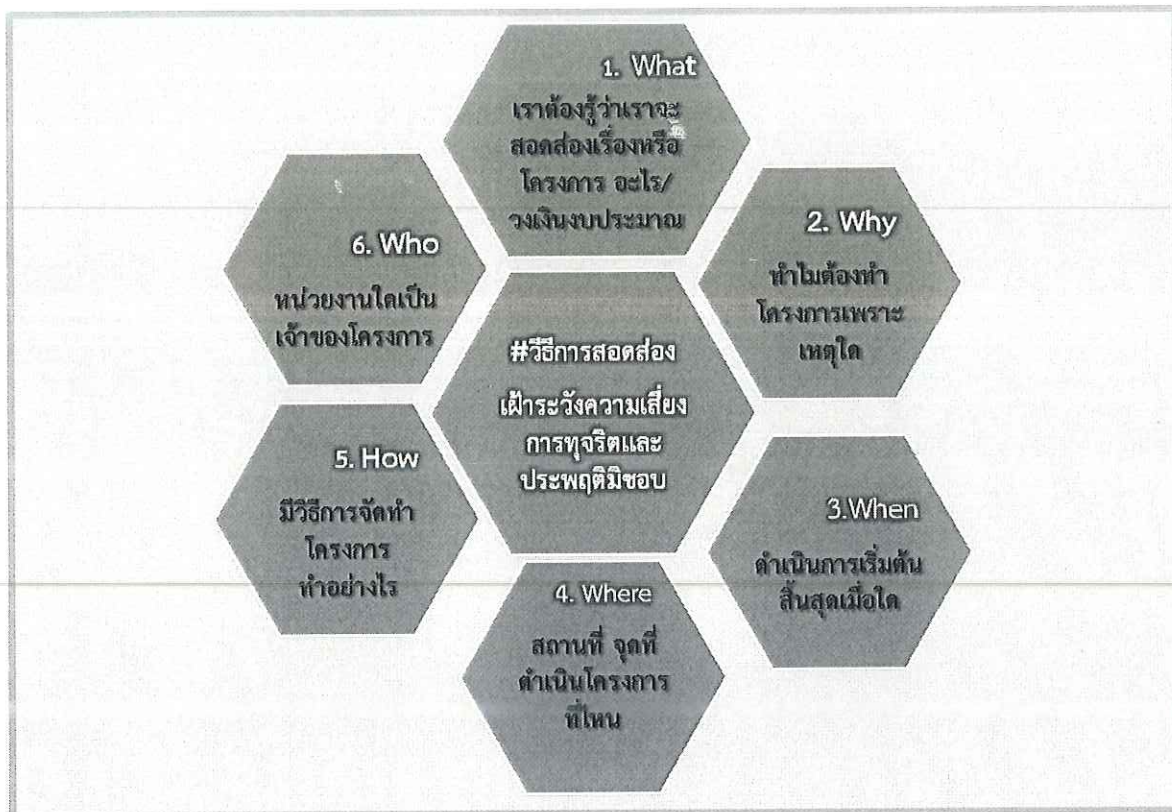 1. What
เราต้องรู้ว่าเราจะ
สอดส่องเรื่องหรือ
โครงการ อะไร/
วงเงินงบประมาณ
2. Why
ทำไมต้องทำ
โครงการเพราะ
เหตุใด
3.When
ดำเนินการเริ่มต้น
สิ้นสุดเมื่อใด
4. Where
สถานที่ จุดที่
ดำเนินโครงการ
ที่ไหน
5. How
มีวิธีการจัดทำ
โครงการ
ทำอย่างไร
6. Who
หน่วยงานใดเป็น
เจ้าของโครงการ
#วิธีการสอดส่อง
เฝ้าระวังความเสี่ยง
การทุจริตและ
ประพฤติมิชอบ